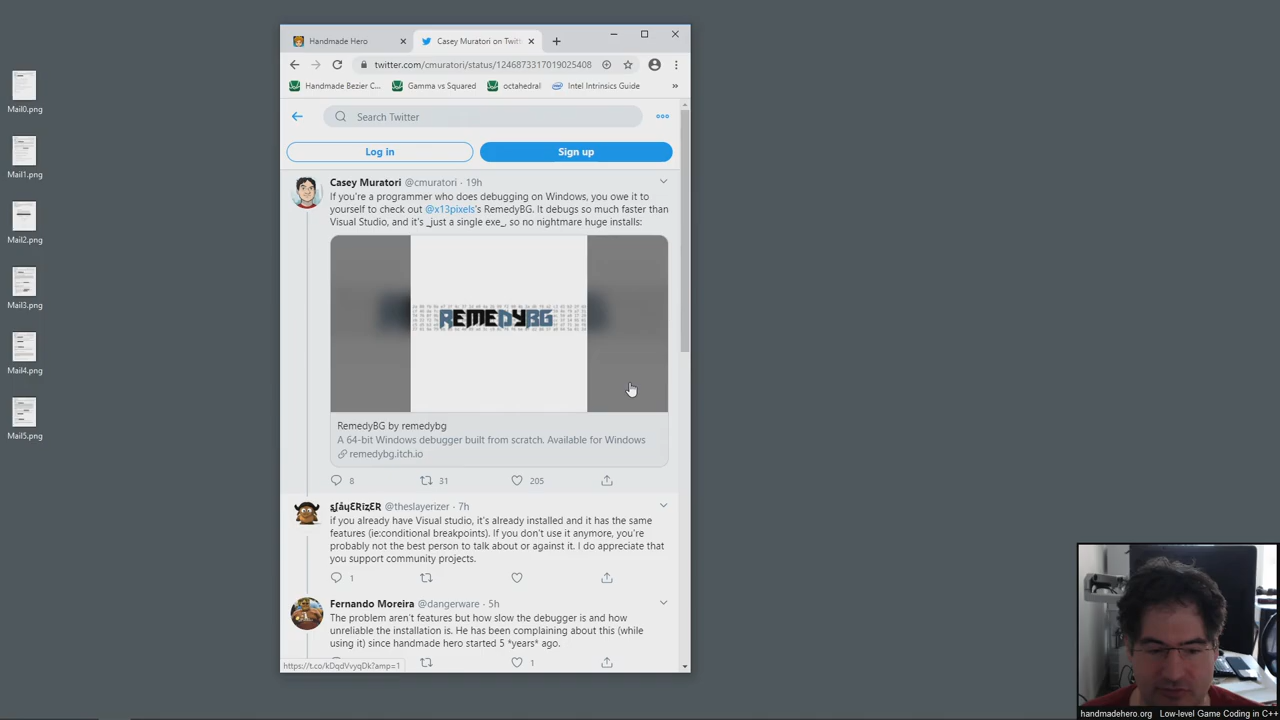 Handmade Hero
Casey Muratori on Twitt
twitter.com/cmuratori/status/1246873317019025408
Handmade Bezier C...
Gamma vs Squared
octahedral
Intel Intrinsics Guide
»
Search Twitter
Log in
Sign up
Casey Muratori @cmuratori · 19h
If you're a programmer who does debugging on Windows, you owe it to
yourself to check out @x13pixels's RemedyBG. It debugs so much faster than
Visual Studio, and it's _just a single exe_, so no nightmare huge installs:
REMEDYBG
RemedyBG by remedybg
A 64-bit Windows debugger built from scratch. Available for Windows
remedybg.itch.io
8
31
205
@theslayerizer · 7h
if you already have Visual studio, it's already installed and it has the same
features (ie:conditional breakpoints). If you don't use it anymore, you're
probably not the best person to talk about or against it. I do appreciate that
you support community projects.
1
Fernando Moreira @dangerware · 5h
The problem aren't features but how slow the debugger is and how
unreliable the installation is. He has been complaining about this (while
using it) since handmade hero started 5 *years* ago.
1
https://t.co/kDqdVvyqDk?amp=1
Mail0.png
Mail1.png
Mail2.png
Mail3.png
Mail4.png
Mail5.png
handmadehero.org Low-level Game Coding in C++